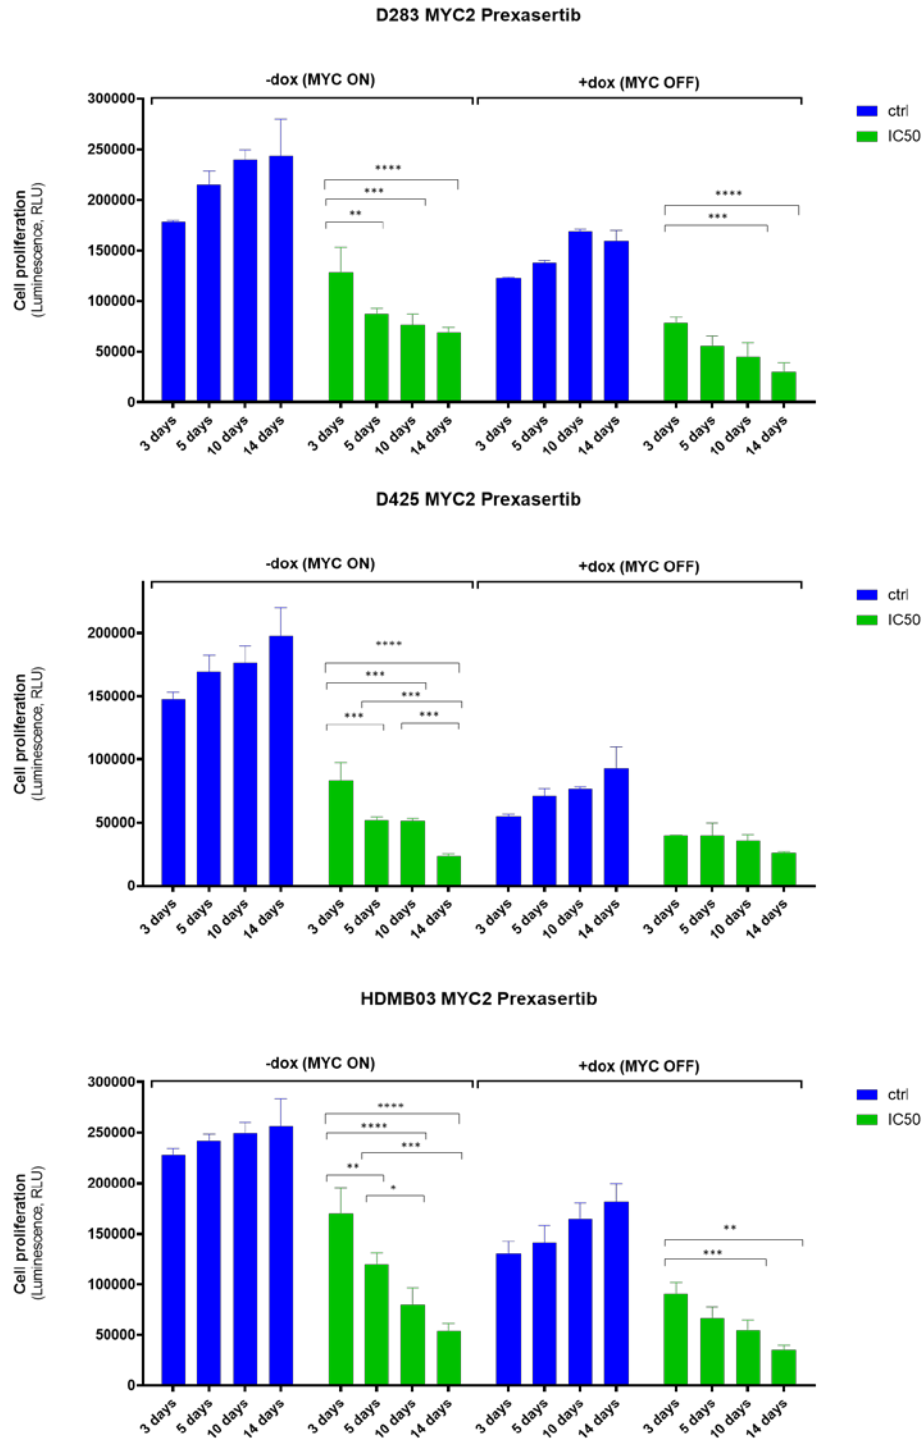 D283 MYC2 Prexasertib
-dox (MYC ON)
+dox (MYC OFF)
ctrl
IC50
Cell proliferation
(Luminescence, RLU)
300000
250000
200000
150000
100000
50000
0
****
***
**
****
***
3 days 5 days 10 days 14 days 3 days 5 days 10 days 14 days 3 days 5 days 10 days 14 days 3 days 5 days 10 days 14 days
D425 MYC2 Prexasertib
-dox (MYC ON)
+dox (MYC OFF)
ctrl
IC50
Cell proliferation
(Luminescence, RLU)
200000
150000
100000
50000
0
****
***
***
*** ***
3 days 5 days 10 days 14 days 3 days 5 days 10 days 14 days 3 days 5 days 10 days 14 days 3 days 5 days 10 days 14 days
HDMB03 MYC2 Prexasertib
-dox (MYC ON)
+dox (MYC OFF)
ctrl
IC50
Cell proliferation
(Luminescence, RLU)
300000
250000
200000
150000
100000
50000
0
****
****
***
**
*
**
***
3 days 5 days 10 days 14 days 3 days 5 days 10 days 14 days 3 days 5 days 10 days 14 days 3 days 5 days 10 days 14 days